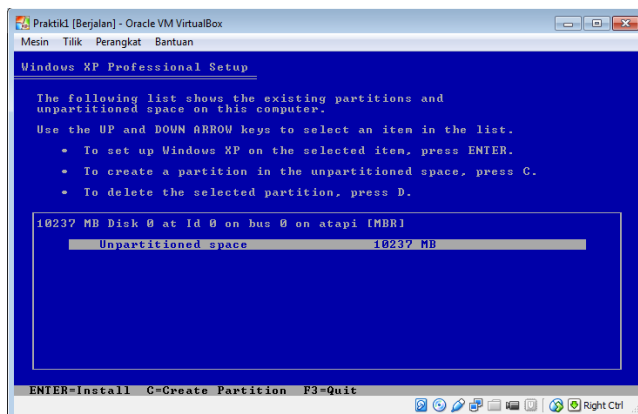 Praktik1 [Berjalan] - Oracle VM VirtualBox
Mesin Tilik Perangkat Bantuan
Windows XP Professional Setup
The following list shows the existing partitions and
unpartitioned space on this computer.
Use the UP and DOWN ARROW keys to select an item in the list.
• To set up Windows XP on the selected item, press ENTER.
• To create a partition in the unpartitioned space, press C.
• To delete the selected partition, press D.
10237 MB Disk 0 at Id 0 on bus 0 on atapi [MBR]
Unpartitioned space 10237 MB
ENTER=Install C=Create Partition F3=Quit
Right Ctrl